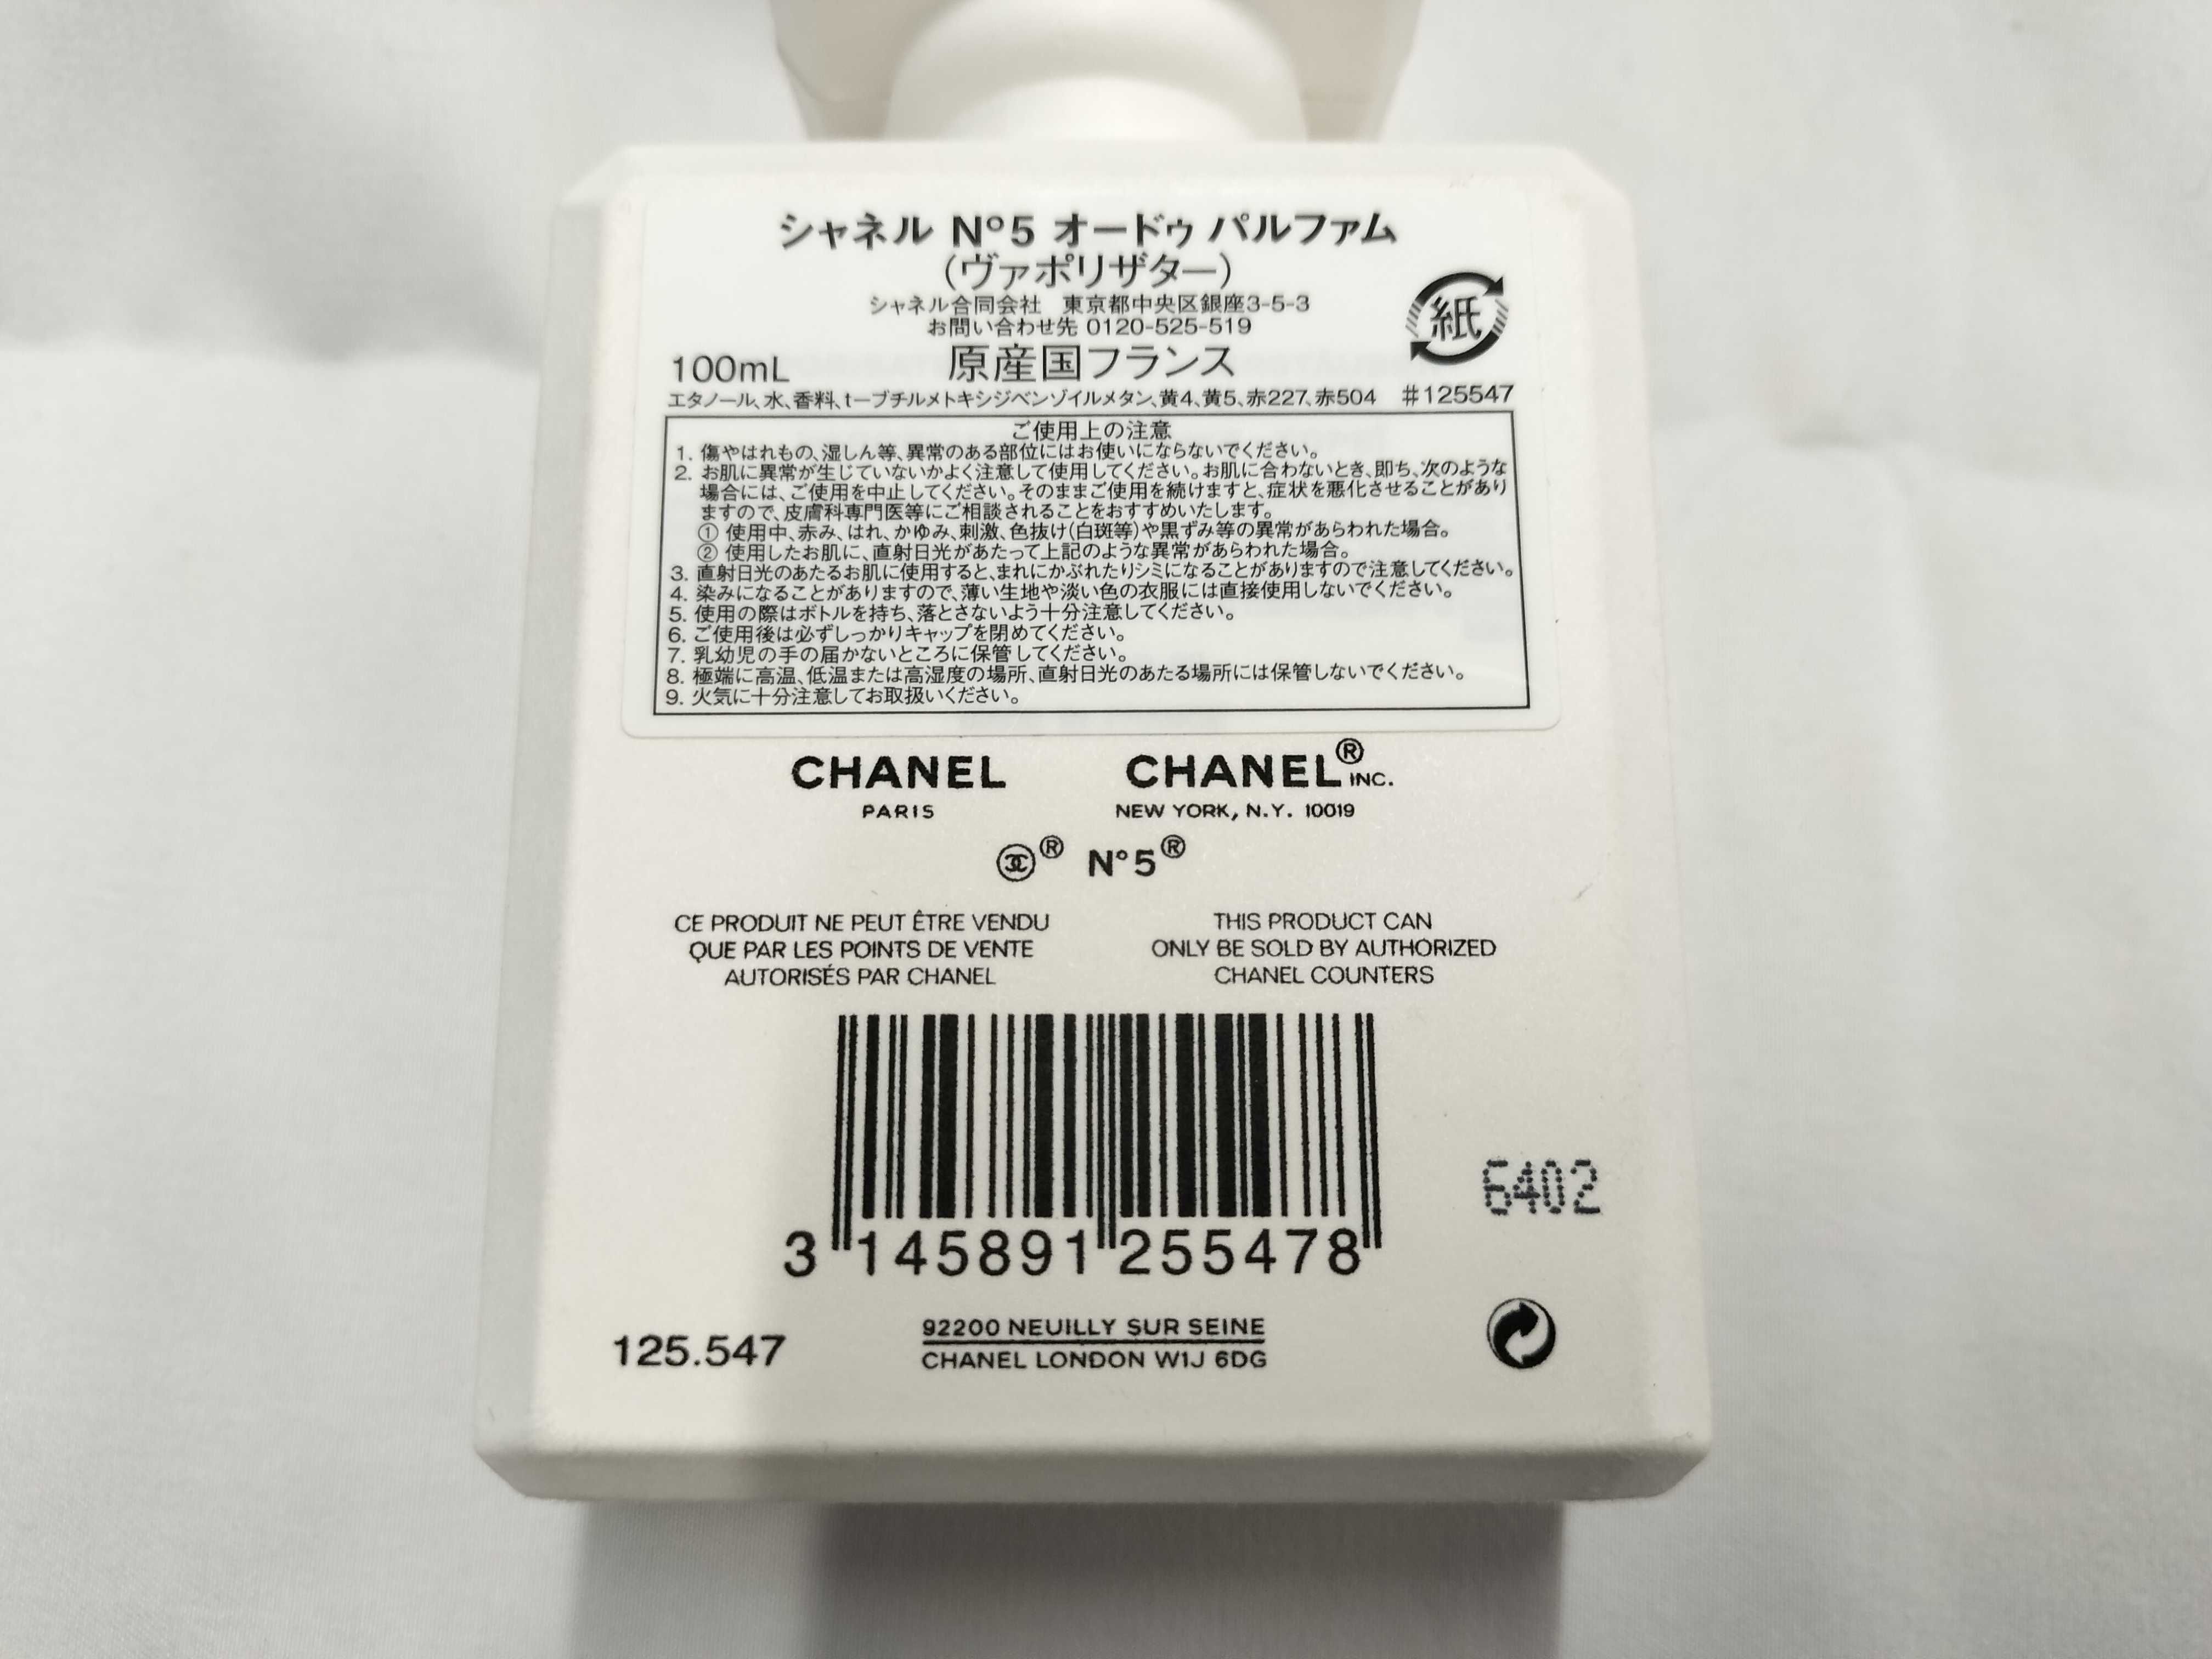 シャネル Nº5 オードゥ パルファム
(ヴァポリザター)
シャネル合同会社 東京都中央区銀座3-5-3
お問い合わせ先 0120-525-519
紙
100mL 原産国フランス
エタノール、水、香料、t-ブチルメトキシジベンゾイルメタン、黄4、黄5、赤227、赤504 #125547
ご使用上の注意
1. 傷やはれもの、湿しん等、異常のある部位にはお使いにならないでください。
2. お肌に異常が生じていないかよく注意して使用してください。お肌に合わないとき、即ち、次のような
場合には、ご使用を中止してください。そのままご使用を続けますと、症状を悪化させることがあり
ますので、皮膚科専門医等にご相談されることをおすすめいたします。
① 使用中、赤み、はれ、かゆみ、刺激、色抜け(白斑等)や黒ずみ等の異常があらわれた場合。
② 使用したお肌に、直射日光があたって上記のような異常があらわれた場合。
3. 直射日光のあたるお肌に使用すると、まれにかぶれたりシミになることがありますので注意してください。
4. 染みになることがありますので、薄い生地や淡い色の衣服には直接使用しないでください。
5. 使用の際はボトルを持ち、落とさないよう十分注意してください。
6. ご使用後は必ずしっかりキャップを閉めてください。
7. 乳幼児の手の届かないところに保管してください。
8. 極端に高温、低温または高湿度の場所、直射日光のあたる場所には保管しないでください。
9. 火気に十分注意してお取扱いください。
CHANEL
PARIS
CHANEL® INC.
NEW YORK, N.Y. 10019
® N°5®
CE PRODUIT NE PEUT ÊTRE VENDU
QUE PAR LES POINTS DE VENTE
AUTORISÉS PAR CHANEL
THIS PRODUCT CAN
ONLY BE SOLD BY AUTHORIZED
CHANEL COUNTERS
6402
3 145891 255478
125.547
92200 NEUILLY SUR SEINE
CHANEL LONDON W1J 6DG